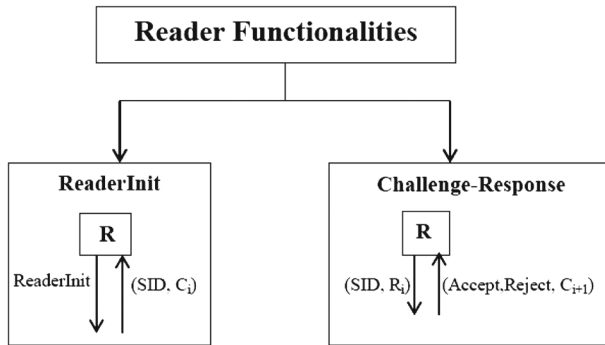 Reader Functionalities
ReaderInit
R
ReaderInit
(SID, Cᵢ)
Challenge-Response
R
(SID, Rᵢ)
(Accept,Reject, Cᵢ₊₁)